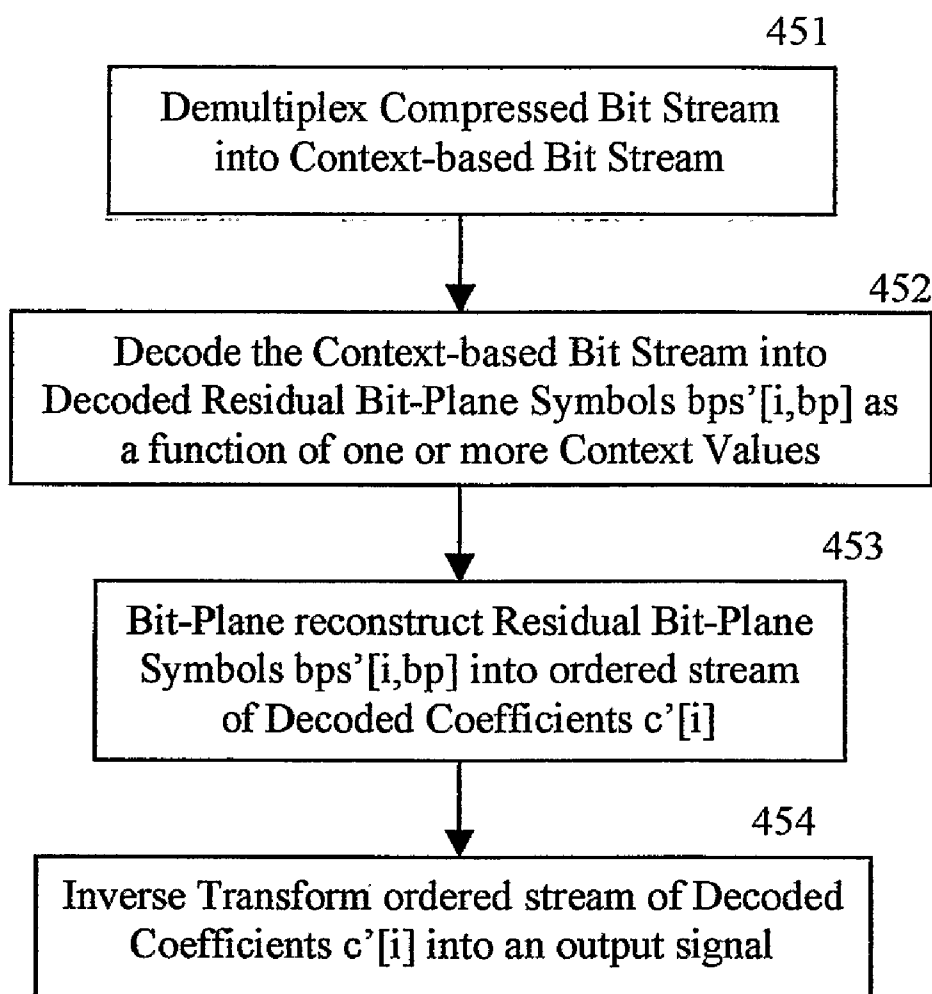 451
Demultiplex Compressed Bit Stream
into Context-based Bit Stream
452
Decode the Context-based Bit Stream into
Decoded Residual Bit-Plane Symbols bps’[i,bp] as
a function of one or more Context Values
453
Bit-Plane reconstruct Residual Bit-Plane
Symbols bps’[i,bp] into ordered stream
of Decoded Coefficients c’[i]
454
Inverse Transform ordered stream of Decoded
Coefficients c’[i] into an output signal